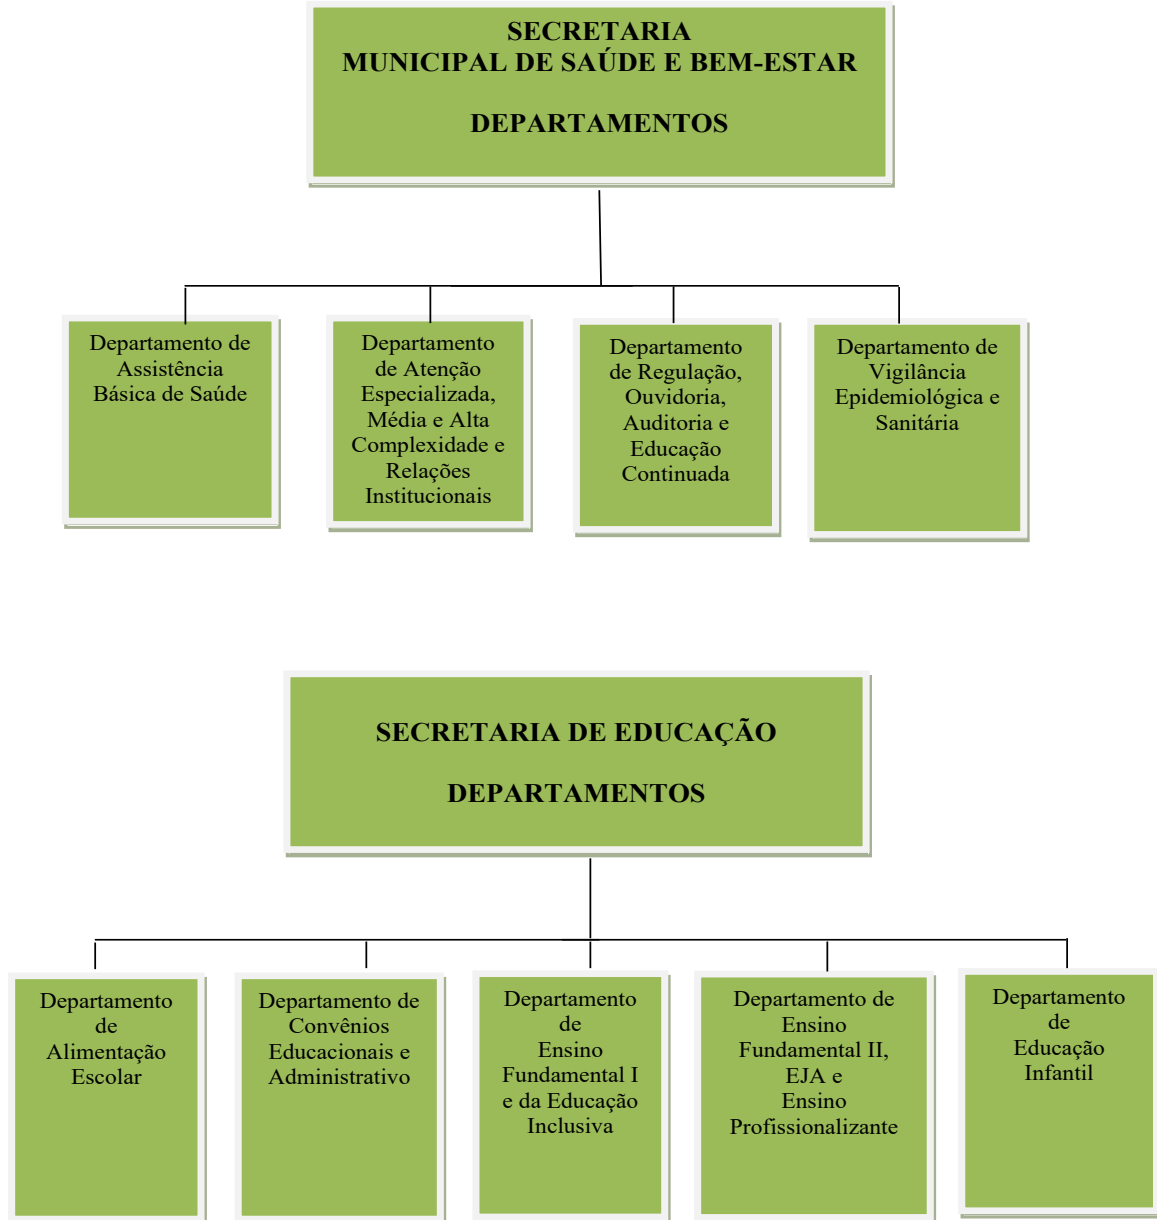 SECRETARIA
MUNICIPAL DE SAÚDE E BEM-ESTAR
DEPARTAMENTOS
Departamento de
Assistência
Básica de Saúde
Departamento
de Atenção
Especializada,
Média e Alta
Complexidade e
Relações
Institucionais
Departamento
de Regulação,
Ouvidoria,
Auditoria e
Educação
Continuada
Departamento de
Vigilância
Epidemiológica e
Sanitária
SECRETARIA DE EDUCAÇÃO
DEPARTAMENTOS
Departamento
de
Alimentação
Escolar
Departamento de
Convênios
Educacionais e
Administrativo
Departamento
de
Ensino
Fundamental I
e da Educação
Inclusiva
Departamento de
Ensino
Fundamental II,
EJA e
Ensino
Profissionalizante
Departamento
de
Educação
Infantil